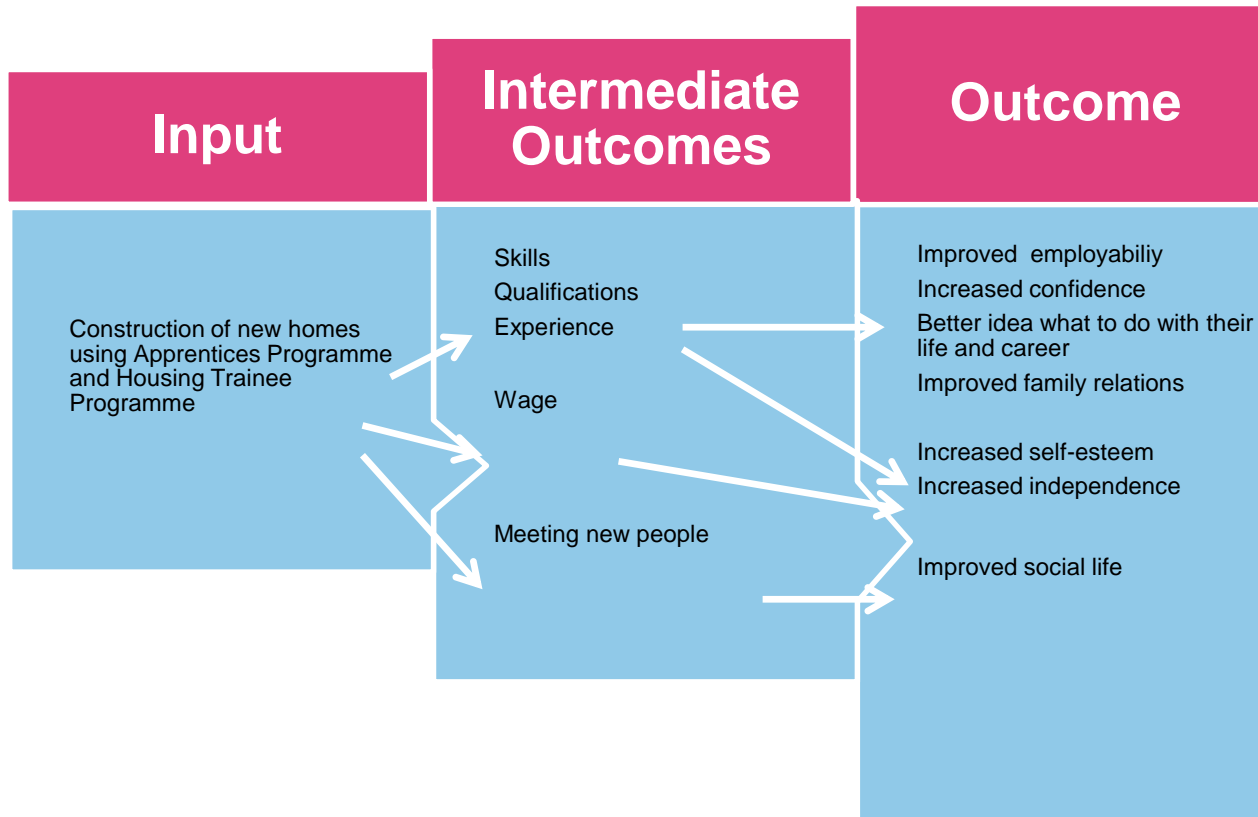 Input
Intermediate
Outcomes
Outcome
Construction of new homes
using Apprentices Programme
and Housing Trainee
Programme
Skills
Qualifications
Experience
Wage
Meeting new people
Improved employabiliy
Increased confidence
Better idea what to do with their
life and career
Improved family relations
Increased self-esteem
Increased independence
Improved social life